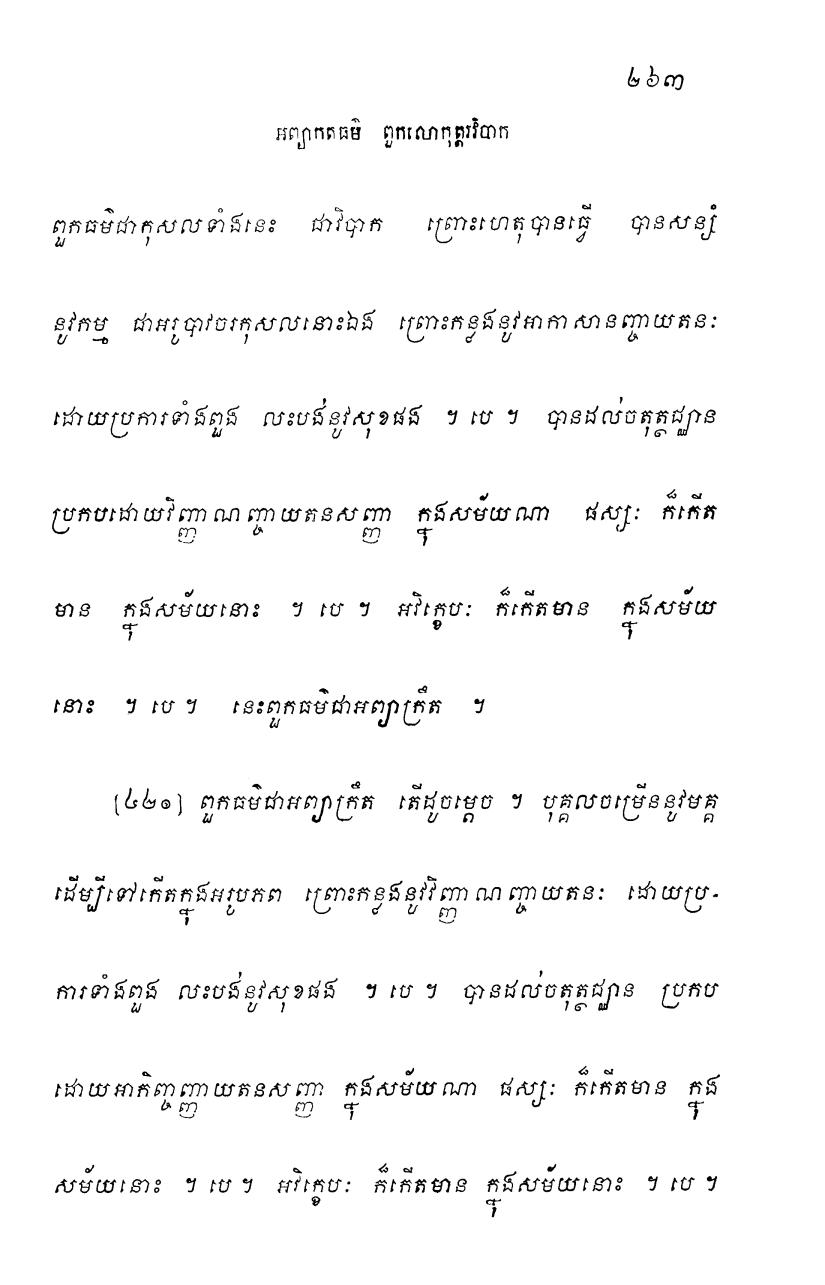 ២៦៣
អព្យាកតធម៌ ពួកលោកុត្តរវិបាក
ពួកធម៌ជាកុសលទាំងនេះ ជាវិបាក ព្រោះហេតុបានធ្វើ បានសន្សំ
នូវកម្ម ជាអរូបាវចរកុសលនោះឯង ព្រោះកន្លងនូវអាកាសានញ្ចាយតនៈ
ដោយប្រការទាំងពួង លះបង់នូវសុខផង ។ បេ ។ បានដល់ចតុត្ថជ្ឈាន
ប្រកបដោយវិញ្ញាណញ្ចាយតនសញ្ញា ក្នុងសម័យណា ផស្សៈ ក៏កើត
មាន ក្នុងសម័យនោះ ។ បេ ។ អវិក្ខេបៈ ក៏កើតមាន ក្នុងសម័យ
នោះ ។ បេ ។ នេះពួកធម៌ជាអព្យាក្រឹត ។
[៤២១] ពួកធម៌ជាអព្យាក្រឹត តើដូចម្តេច ។ បុគ្គលចម្រើននូវមគ្គ
ដើម្បីទៅកើតក្នុងអរូបភព ព្រោះកន្លងនូវវិញ្ញាណញ្ចាយតនៈ ដោយប្រ-
ការទាំងពួង លះបង់នូវសុខផង ។ បេ ។ បានដល់ចតុត្ថជ្ឈាន ប្រកប
ដោយអាកិញ្ចញ្ញាយតនសញ្ញា ក្នុងសម័យណា ផស្សៈ ក៏កើតមាន ក្នុង
សម័យនោះ ។ បេ ។ អវិក្ខេបៈ ក៏កើតមាន ក្នុងសម័យនោះ ។ បេ ។